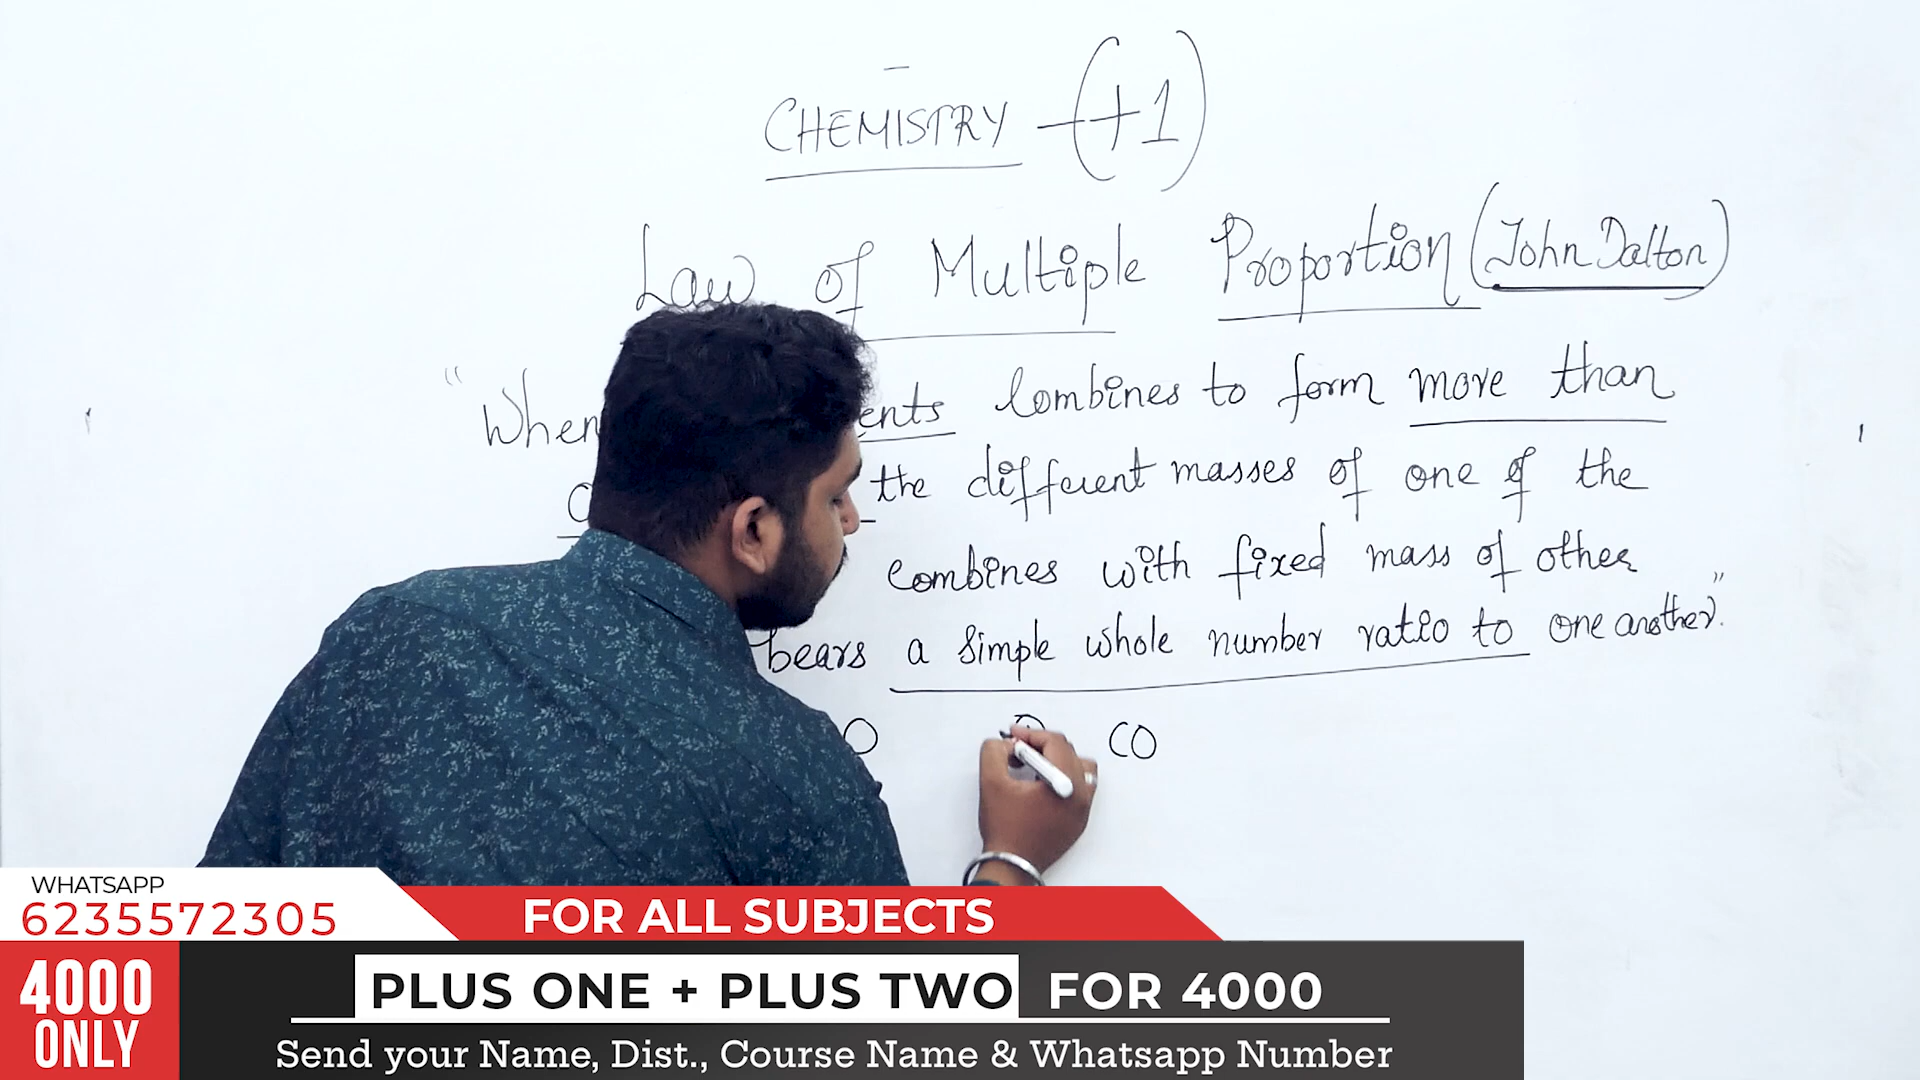 CHEMISTRY - (+1)
Law of Multiple Proportion (John Dalton)
" When ents Combines to form more than
the different masses of one of the
combines with fixed mass of other
bears a simple whole number ratio to one another."
O CO
WHATSAPP
6235572305
FOR ALL SUBJECTS
4000 ONLY
PLUS ONE + PLUS TWO FOR 4000
Send your Name, Dist., Course Name & Whatsapp Number